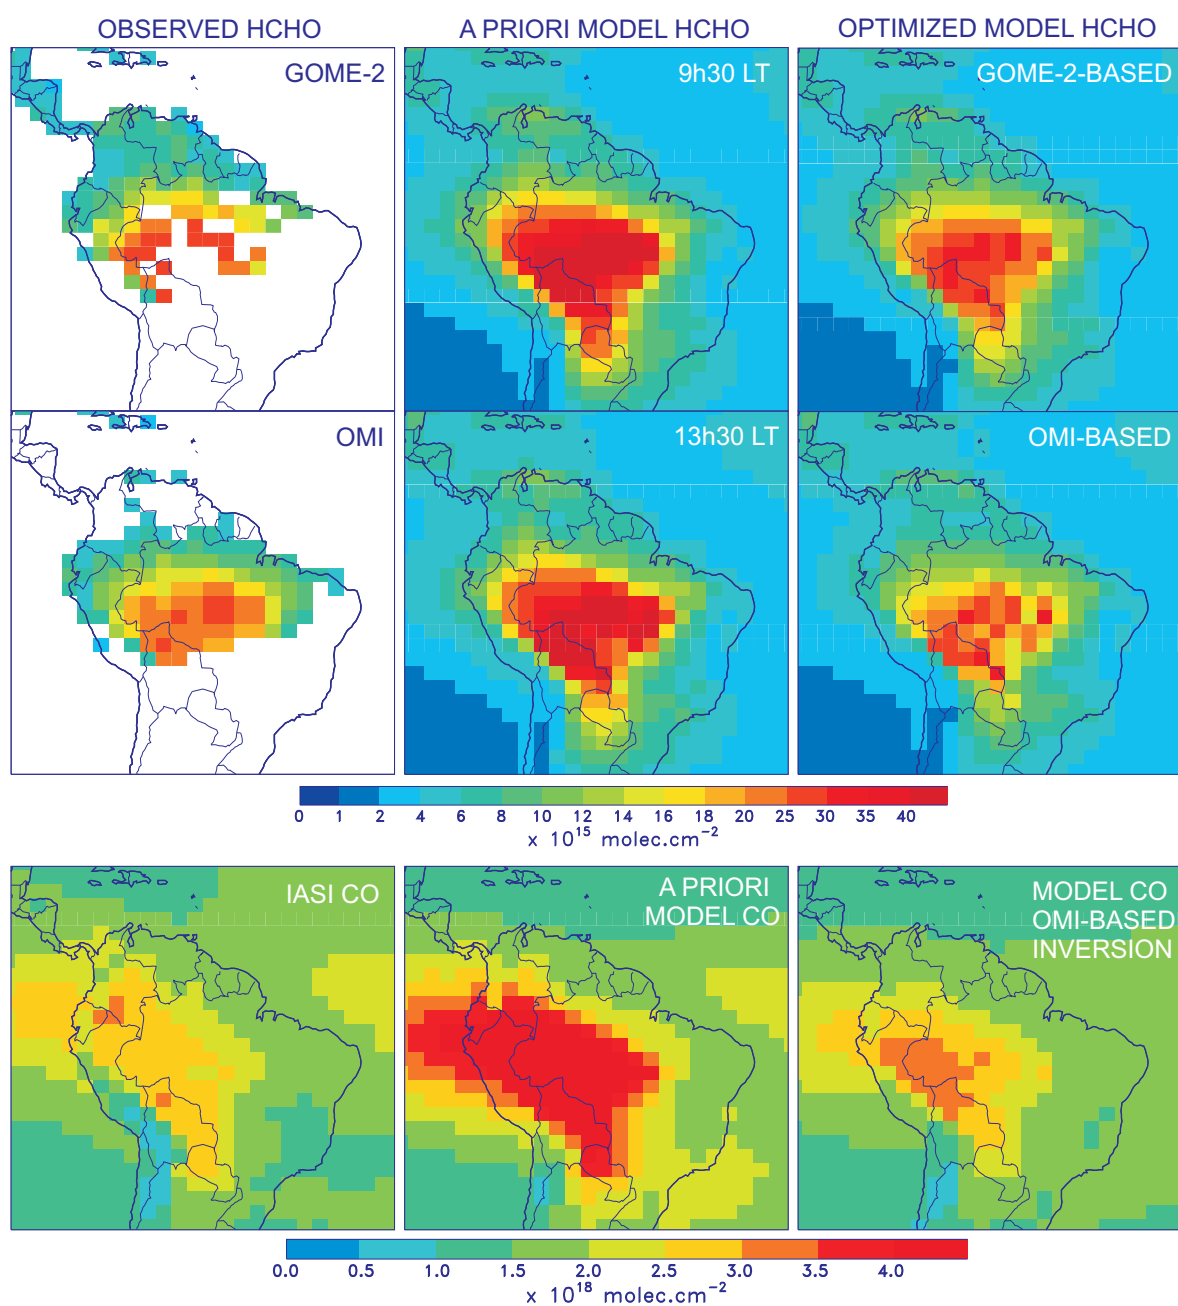 OBSERVED HCHO
A PRIORI MODEL HCHO
OPTIMIZED MODEL HCHO
GOME-2
9h30 LT
GOME-2-BASED
OMI
13h30 LT
OMI-BASED
0 1 2 4 6 8 10 12 14 16 18 20 25 30 35 40
x 10^15 molec.cm^-2
IASI CO
A PRIORI
MODEL CO
MODEL CO
OMI-BASED
INVERSION
0.0 0.5 1.0 1.5 2.0 2.5 3.0 3.5 4.0
x 10^18 molec.cm^-2